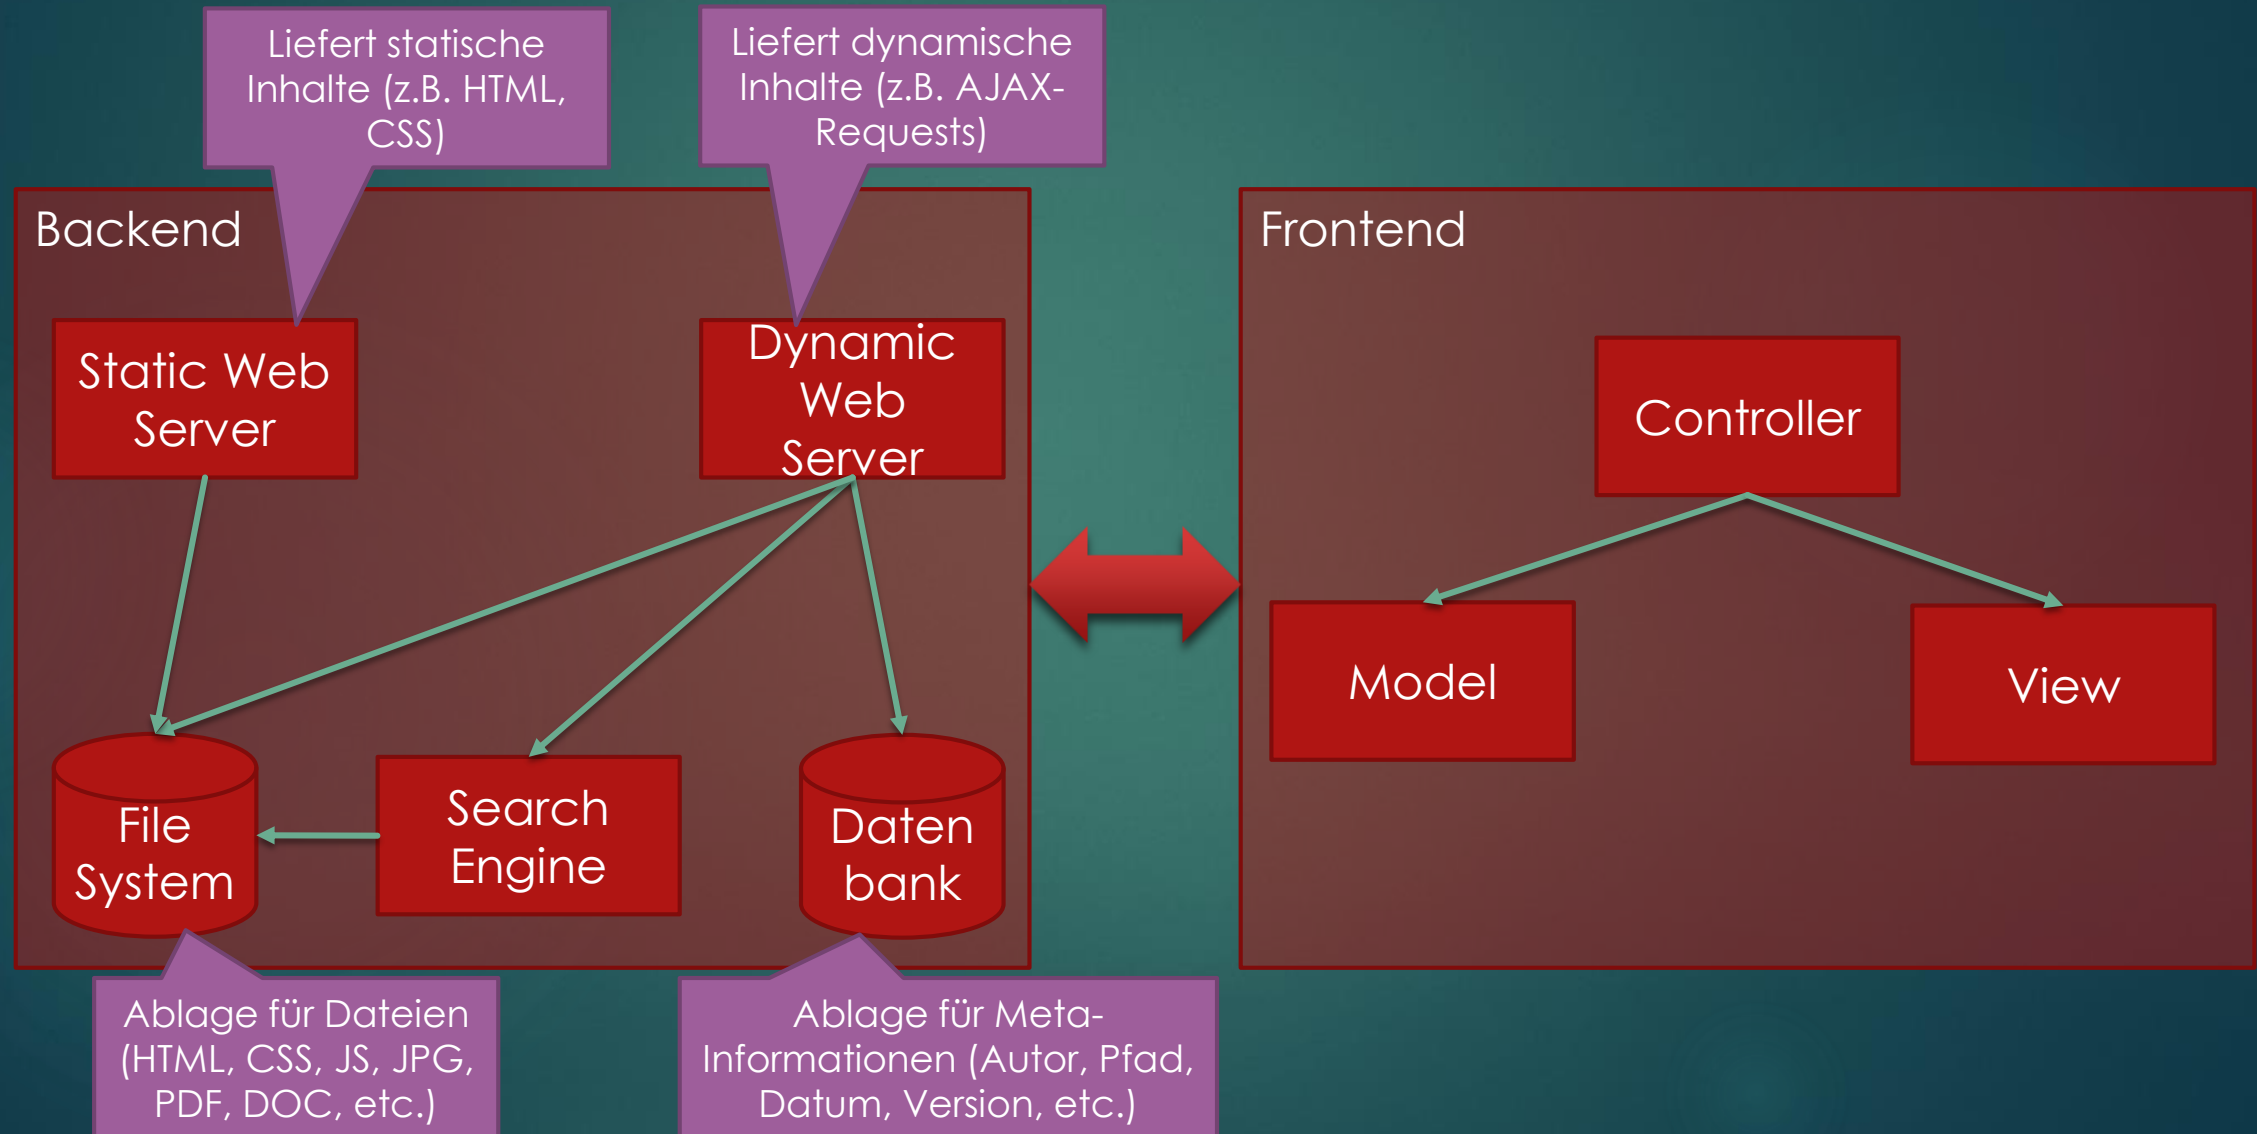 Liefert statische
Inhalte (z.B. HTML,
CSS)
Liefert dynamische
Inhalte (z.B. AJAX-
Requests)
Backend
Static Web
Server
Dynamic
Web
Server
File
System
Search
Engine
Daten
bank
Ablage für Dateien
(HTML, CSS, JS, JPG,
PDF, DOC, etc.)
Ablage für Meta-
Informationen (Autor, Pfad,
Datum, Version, etc.)
Frontend
Controller
Model
View